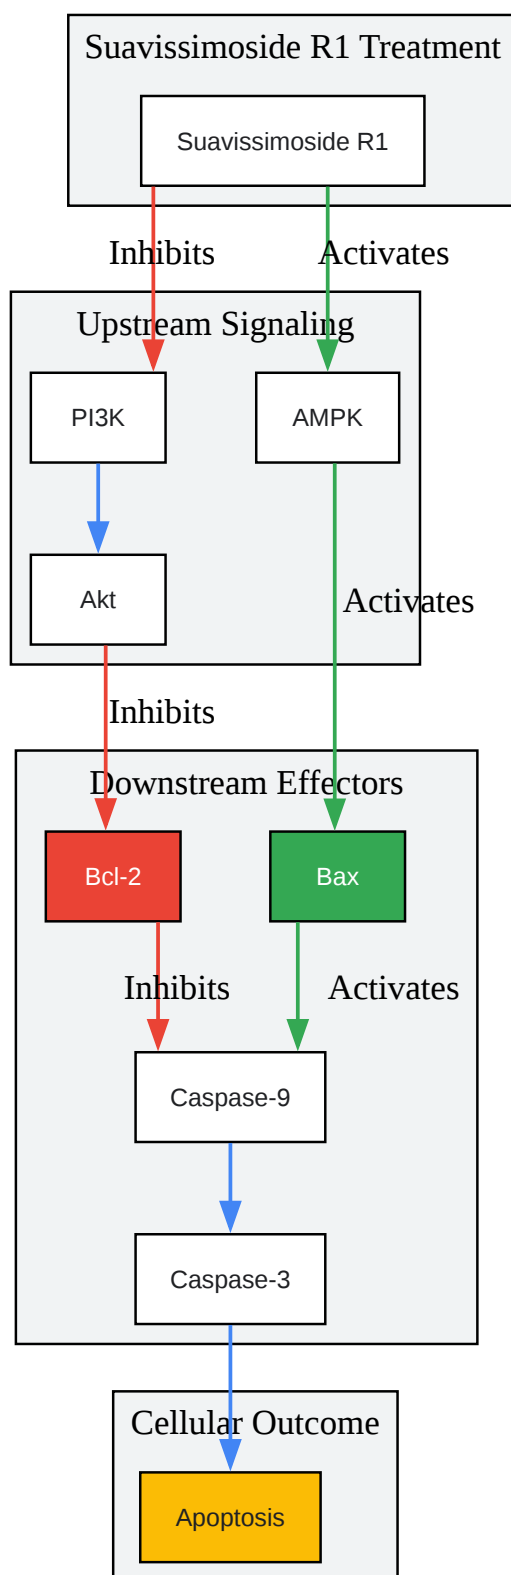 Suavissimoside R1 Treatment
Suavissimoside R1
Inhibits
Activates
Upstream Signaling
PI3K
AMPK
Akt
Activates
Inhibits
Downstream Effectors
Bcl-2
Bax
Inhibits
Activates
Caspase-9
Caspase-3
Cellular Outcome
Apoptosis